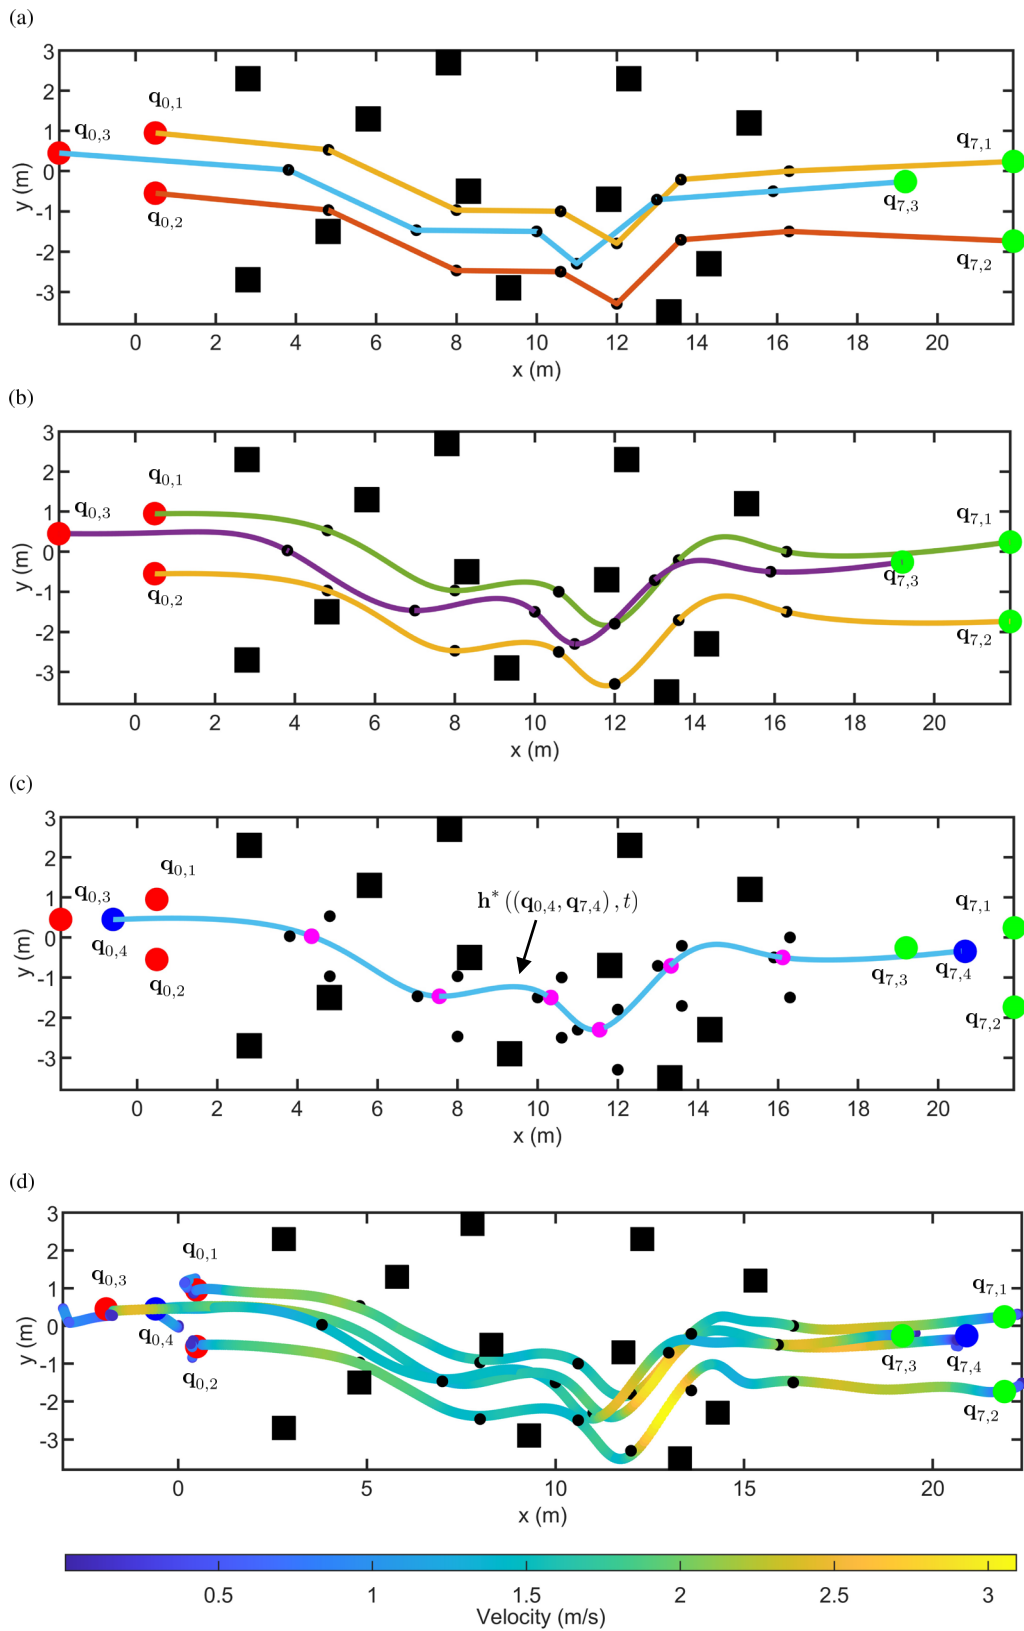 (a)
3
2
1
0
-1
-2
-3
y (m)
q0,1
q0,3
q0,2
q7,1
q7,3
q7,2
0 2 4 6 8 10 12 14 16 18 20
x (m)
(b)
3
2
1
0
-1
-2
-3
y (m)
q0,1
q0,3
q0,2
q7,1
q7,3
q7,2
0 2 4 6 8 10 12 14 16 18 20
x (m)
(c)
3
2
1
0
-1
-2
-3
y (m)
q0,1
q0,3
q0,4
q0,2
h* ((q0,4, q7,4), t)
q7,1
q7,3
q7,4
q7,2
0 2 4 6 8 10 12 14 16 18 20
x (m)
(d)
3
2
1
0
-1
-2
-3
y (m)
q0,1
q0,3
q0,4
q0,2
q7,1
q7,3
q7,4
q7,2
0 5 10 15 20
x (m)
0.5 1 1.5 2 2.5 3
Velocity (m/s)